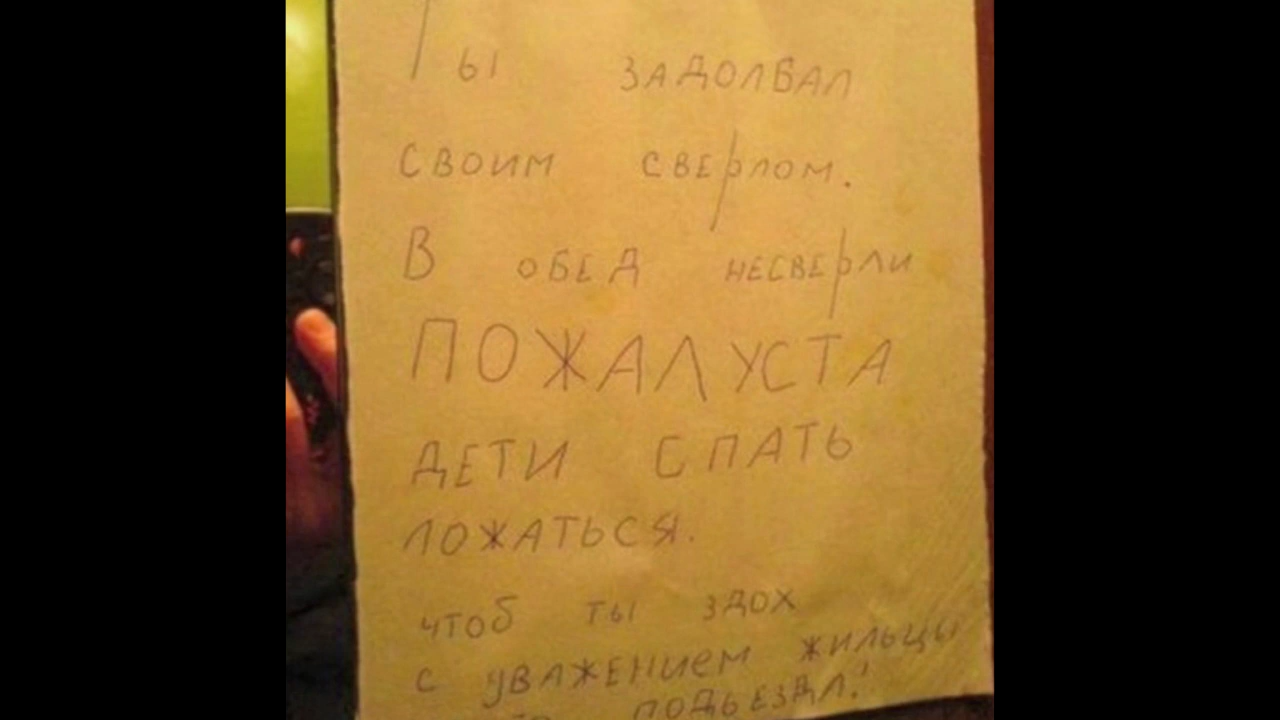 Ты ЗАДОЛБАЛ
СВОИМ СВЕРЛОМ.
В ОБЕД НЕСВЕРЛИ
ПОЖАЛУСТА
ДЕТИ СПАТЬ
ЛОЖАТЬСЯ.
ЧТОБ ТЫ ЗДОХ
С УВАЖЕНИЕМ ЖИЛЬЦЫ
ПОДЬЕЗДА!